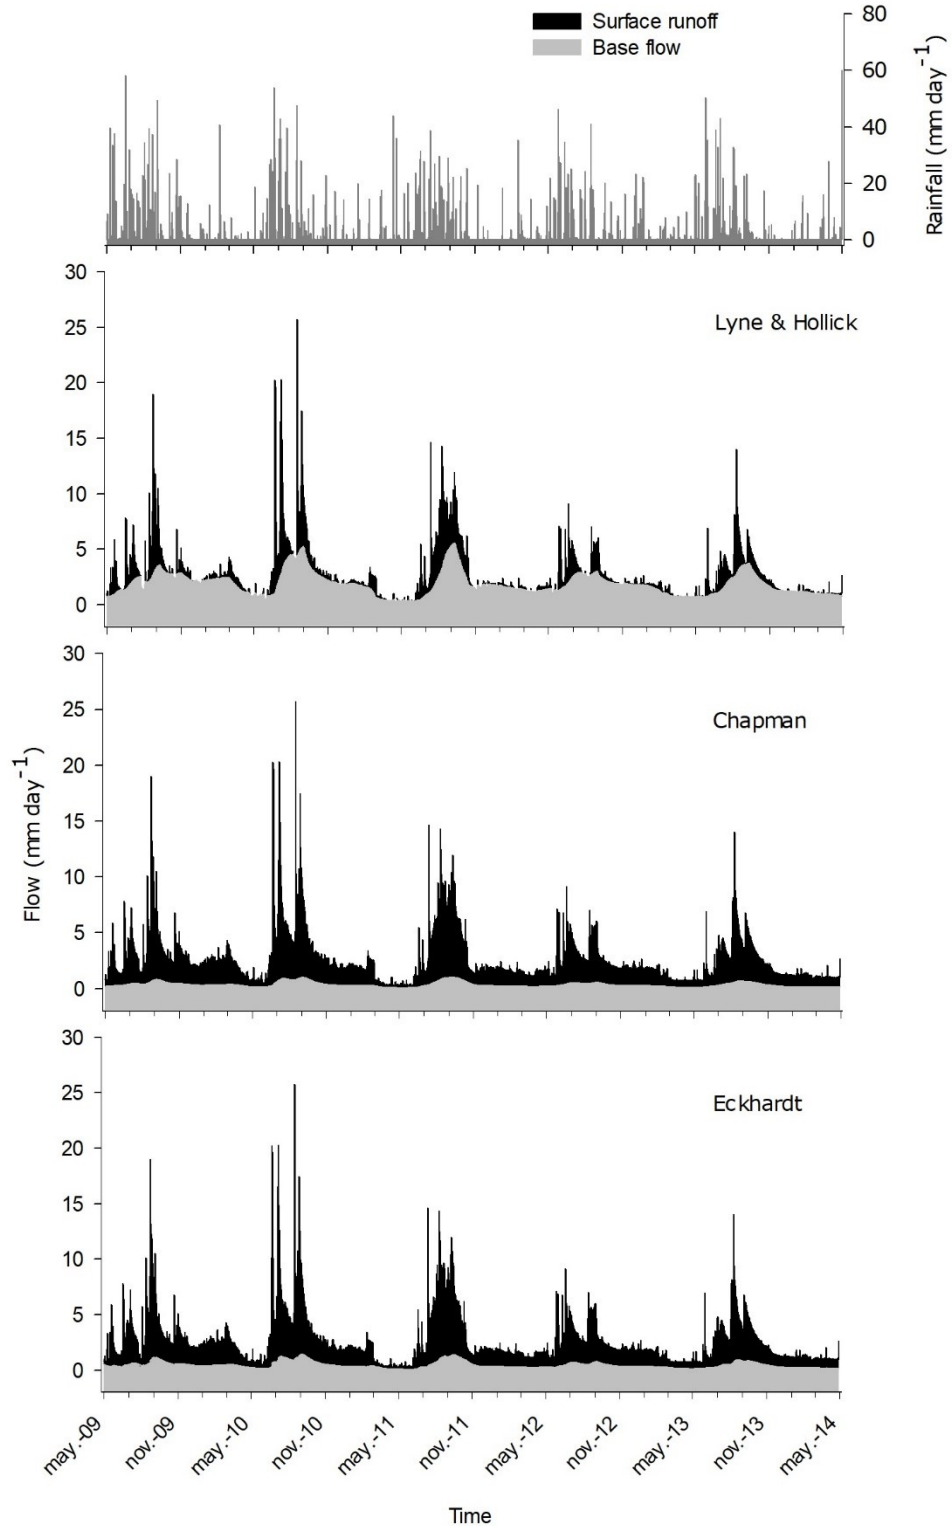 Surface runoff
Base flow
80
60
40
20
0
Rainfall (mm day-1)
30
25
20
15
10
5
0
Lyne & Hollick
30
25
20
15
10
5
0
Chapman
Flow (mm day-1)
30
25
20
15
10
5
0
Eckhardt
may.-09
nov.-09
may.-10
nov.-10
may.-11
nov.-11
may.-12
nov.-12
may.-13
nov.-13
may.-14
Time